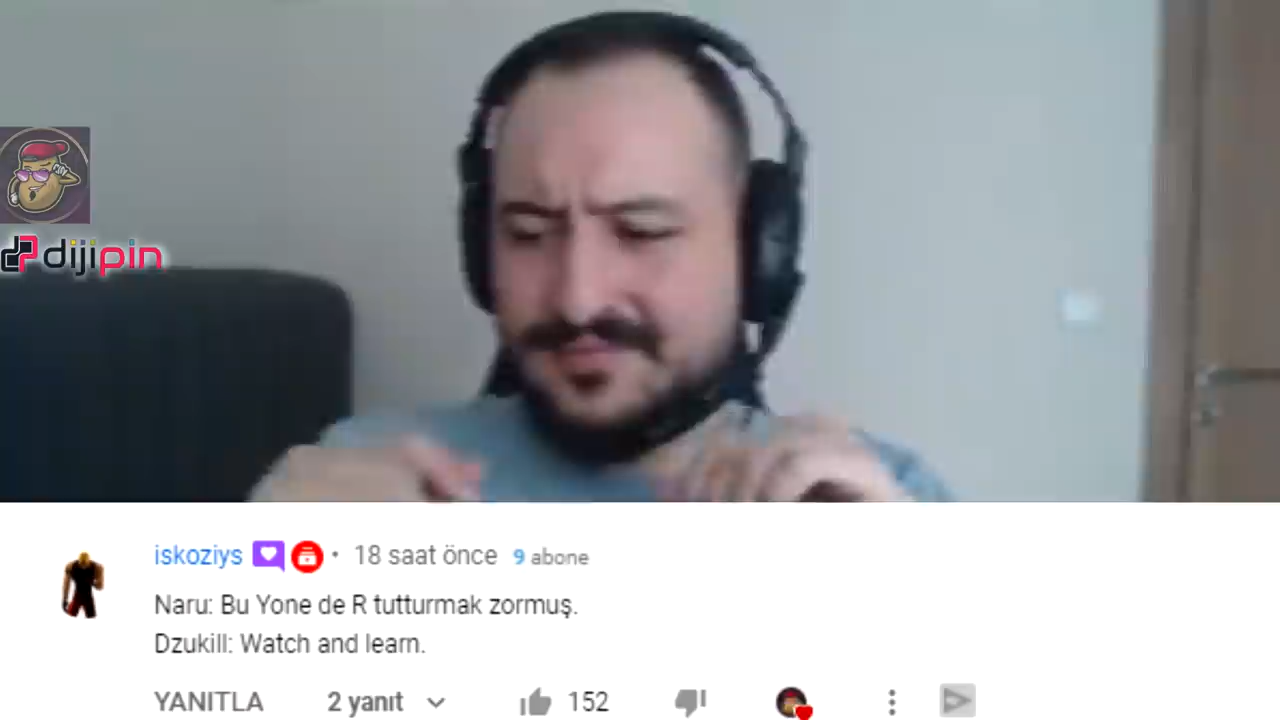 dijipin
iskoziys • 18 saat önce 9 abone
Naru: Bu Yone de R tutturmak zormuş.
Dzukill: Watch and learn.
YANITLA 2 yanıt 152